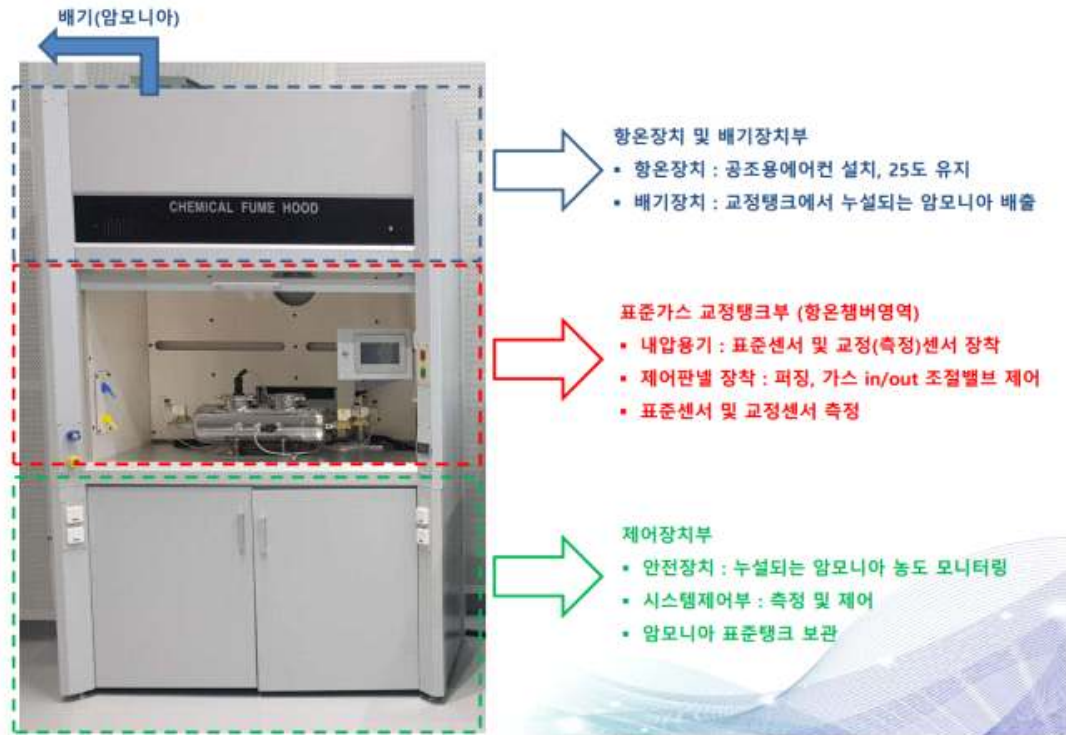 배기(암모니아)
CHEMICAL FUME HOOD
항온장치 및 배기장치부
▪ 항온장치 : 공조용에어컨 설치, 25도 유지
▪ 배기장치 : 교정탱크에서 누설되는 암모니아 배출
표준가스 교정탱크부 (항온챔버영역)
▪ 내압용기 : 표준센서 및 교정(측정)센서 장착
▪ 제어판넬 장착 : 퍼징, 가스 in/out 조절밸브 제어
▪ 표준센서 및 교정센서 측정
제어장치부
▪ 안전장치 : 누설되는 암모니아 농도 모니터링
▪ 시스템제어부 : 측정 및 제어
▪ 암모니아 표준탱크 보관